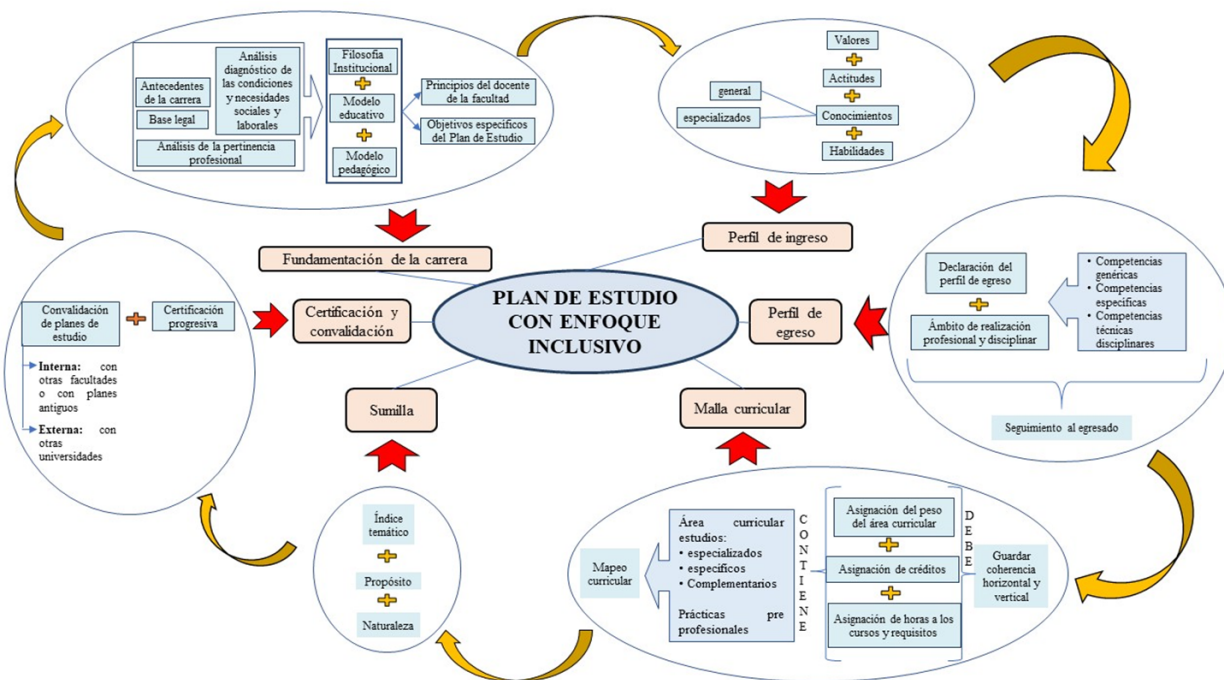 Antecedentes
de la carrera
Base legal
Análisis
diagnóstico de
las condiciones
y necesidades
sociales y
laborales
Análisis de la pertinencia
profesional
Filosofía
Institucional
Modelo
educativo
Modelo
pedagógico
Principios del docente
de la facultad
Objetivos específicos
del Plan de Estudio
Valores
Actitudes
general
especializados
Conocimientos
Habilidades
Fundamentación de la carrera
Perfil de ingreso
PLAN DE ESTUDIO
CON ENFOQUE
INCLUSIVO
Certificación y
convalidación
Perfil de
egreso
Sumilla
Malla curricular
Declaración del
perfil de egreso
Ámbito de realización
profesional y disciplinar
• Competencias
genéricas
• Competencias
especificas
• Competencias
técnicas
disciplinares
Seguimiento al egresado
Convalidación
de planes de
estudio
Certificación
progresiva
Interna: con
otras facultades
o con planes
antiguos
Externa: con
otras
universidades
Índice
temático
Propósito
Naturaleza
Mapeo
curricular
Área curricular
estudios:
• especializados
• especificos
• Complementarios
Prácticas pre
profesionales
CONTIENE
Asignación del peso
del área curricular
Asignación de créditos
Asignación de horas a los
cursos y requisitos
DEBE
Guardar
coherencia
horizontal y
vertical